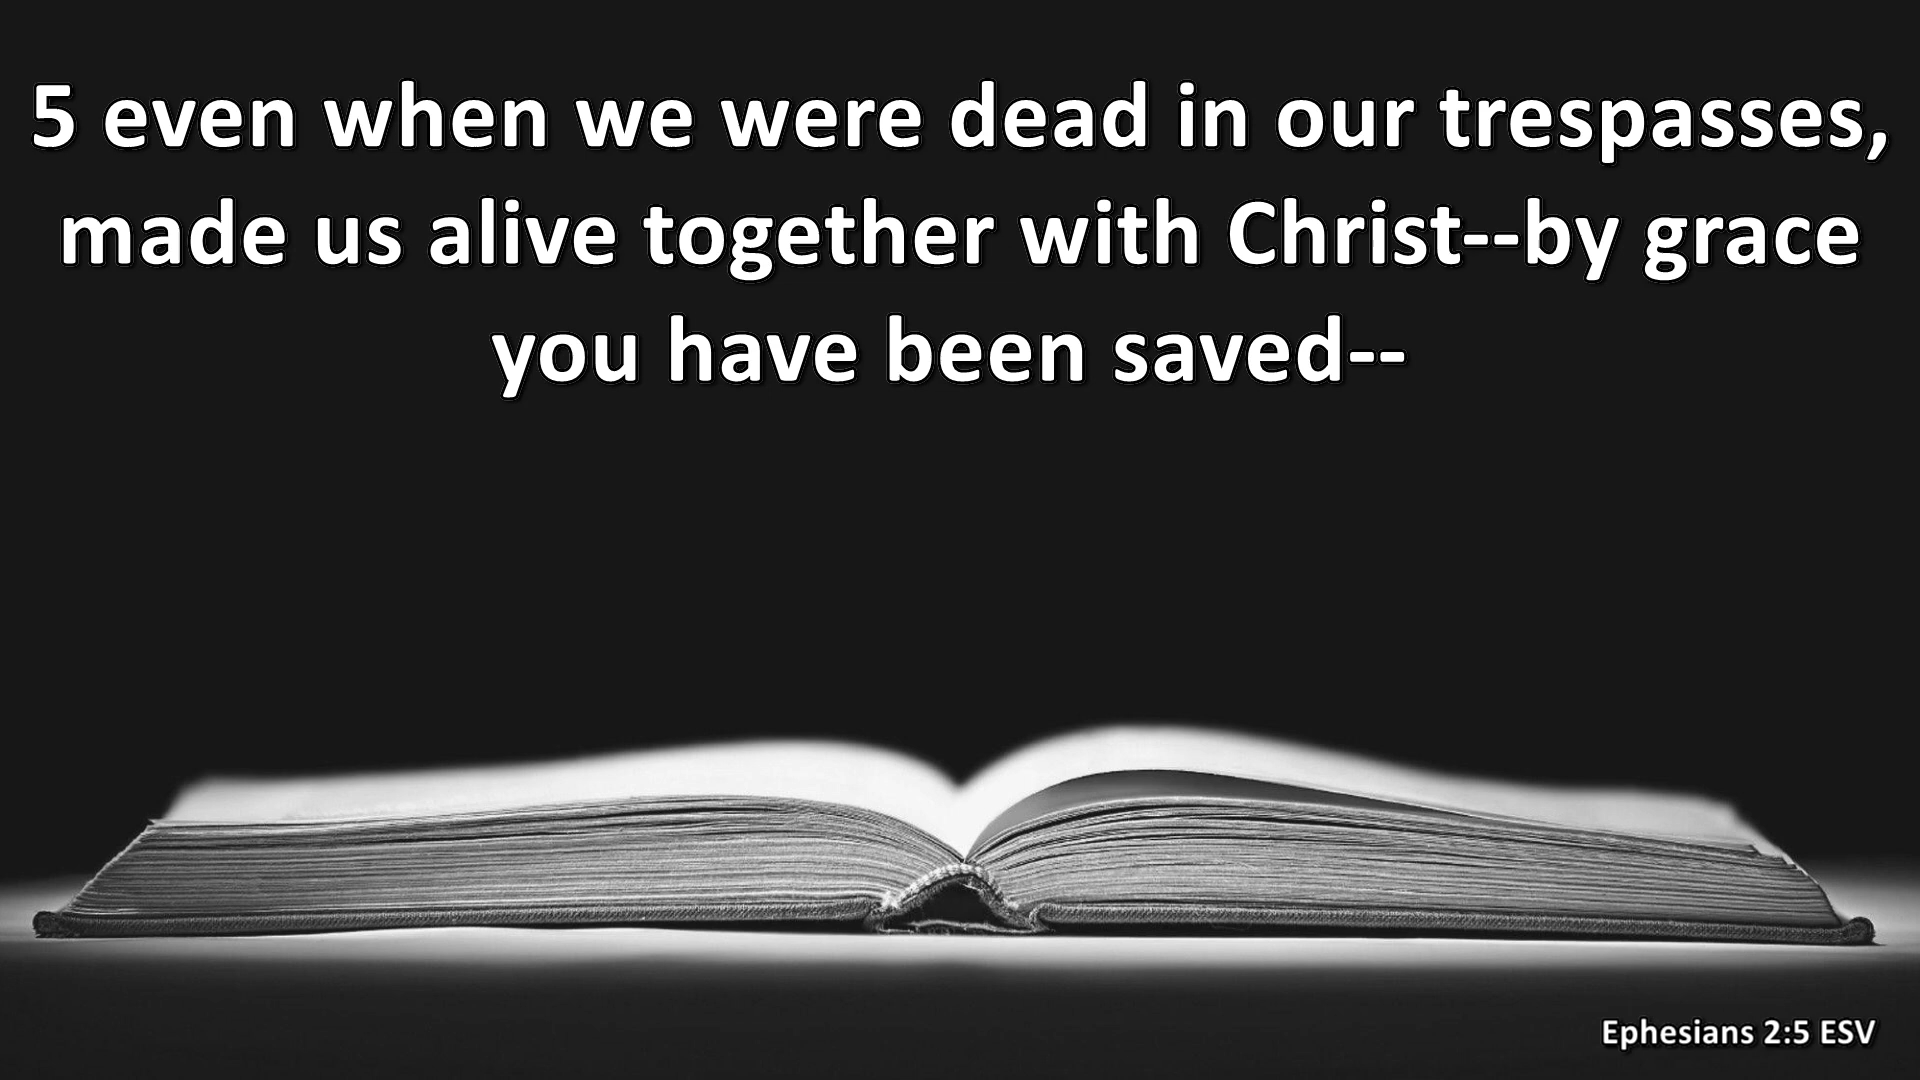 5 even when we were dead in our trespasses,
made us alive together with Christ--by grace
you have been saved--
Ephesians 2:5 ESV